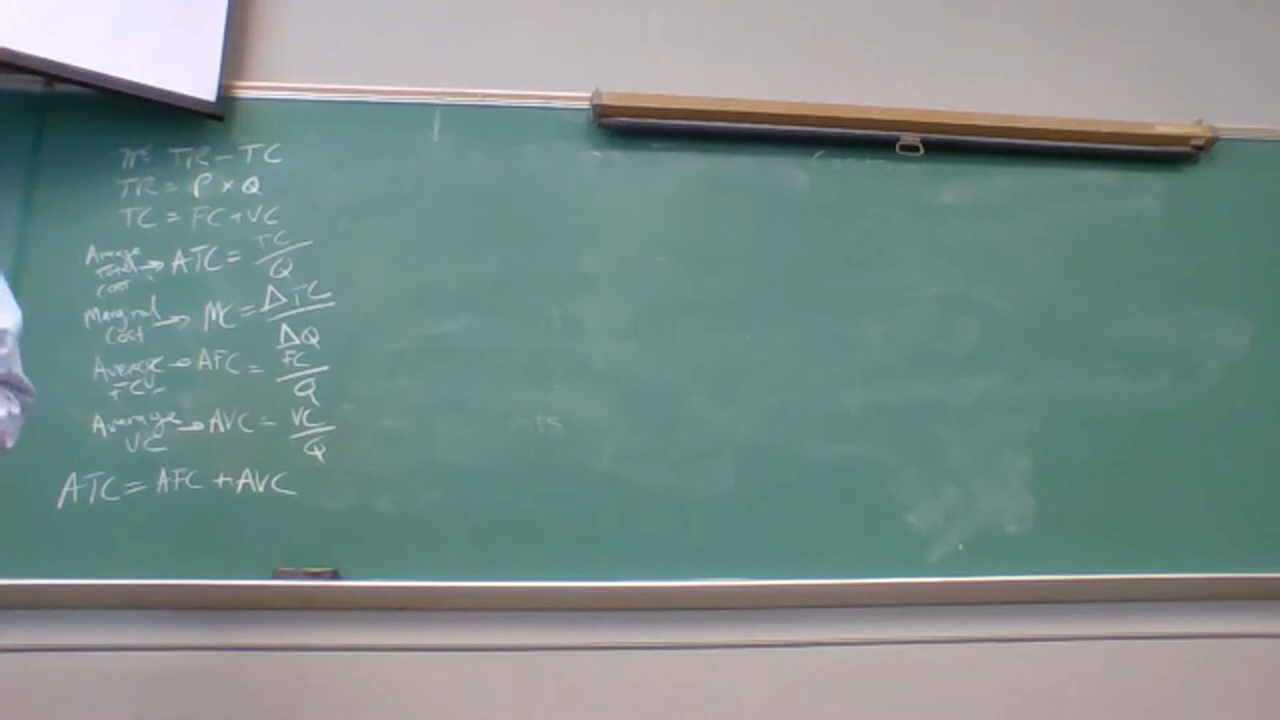 π = TR - TC
TR = P × Q
TC = FC + VC
Average Total cost → ATC = TC / Q
Marginal Cost → MC = ΔTC / ΔQ
Average FC → AFC = FC / Q
Average VC → AVC = VC / Q
ATC = AFC + AVC